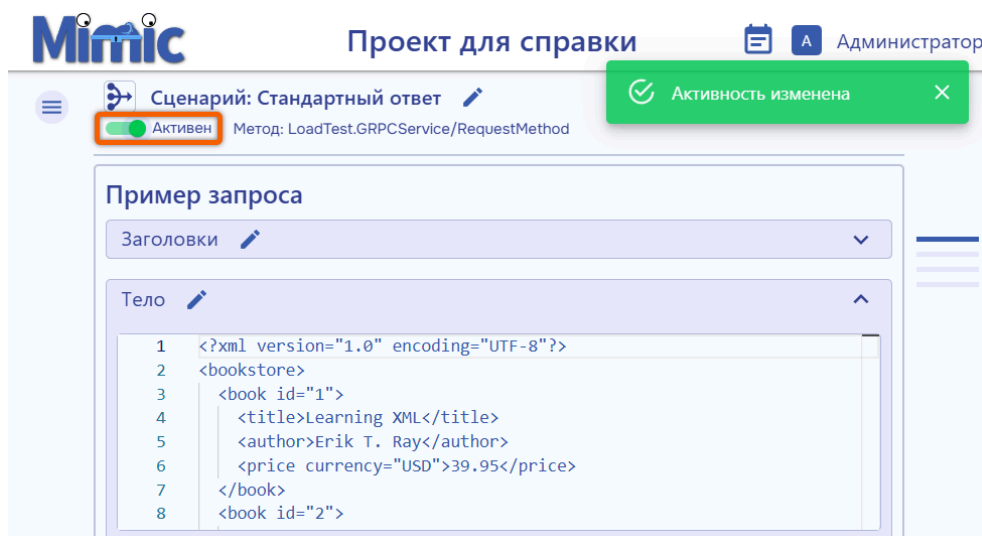 Mimic
Проект для справки
А Администратор
Сценарий: Стандартный ответ
Активность изменена
Активен Метод: LoadTest.GRPCService/RequestMethod
Пример запроса
Заголовки
Тело
1 <?xml version="1.0" encoding="UTF-8"?>
2 <bookstore>
3 <book id="1">
4 <title>Learning XML</title>
5 <author>Erik T. Ray</author>
6 <price currency="USD">39.95</price>
7 </book>
8 <book id="2">